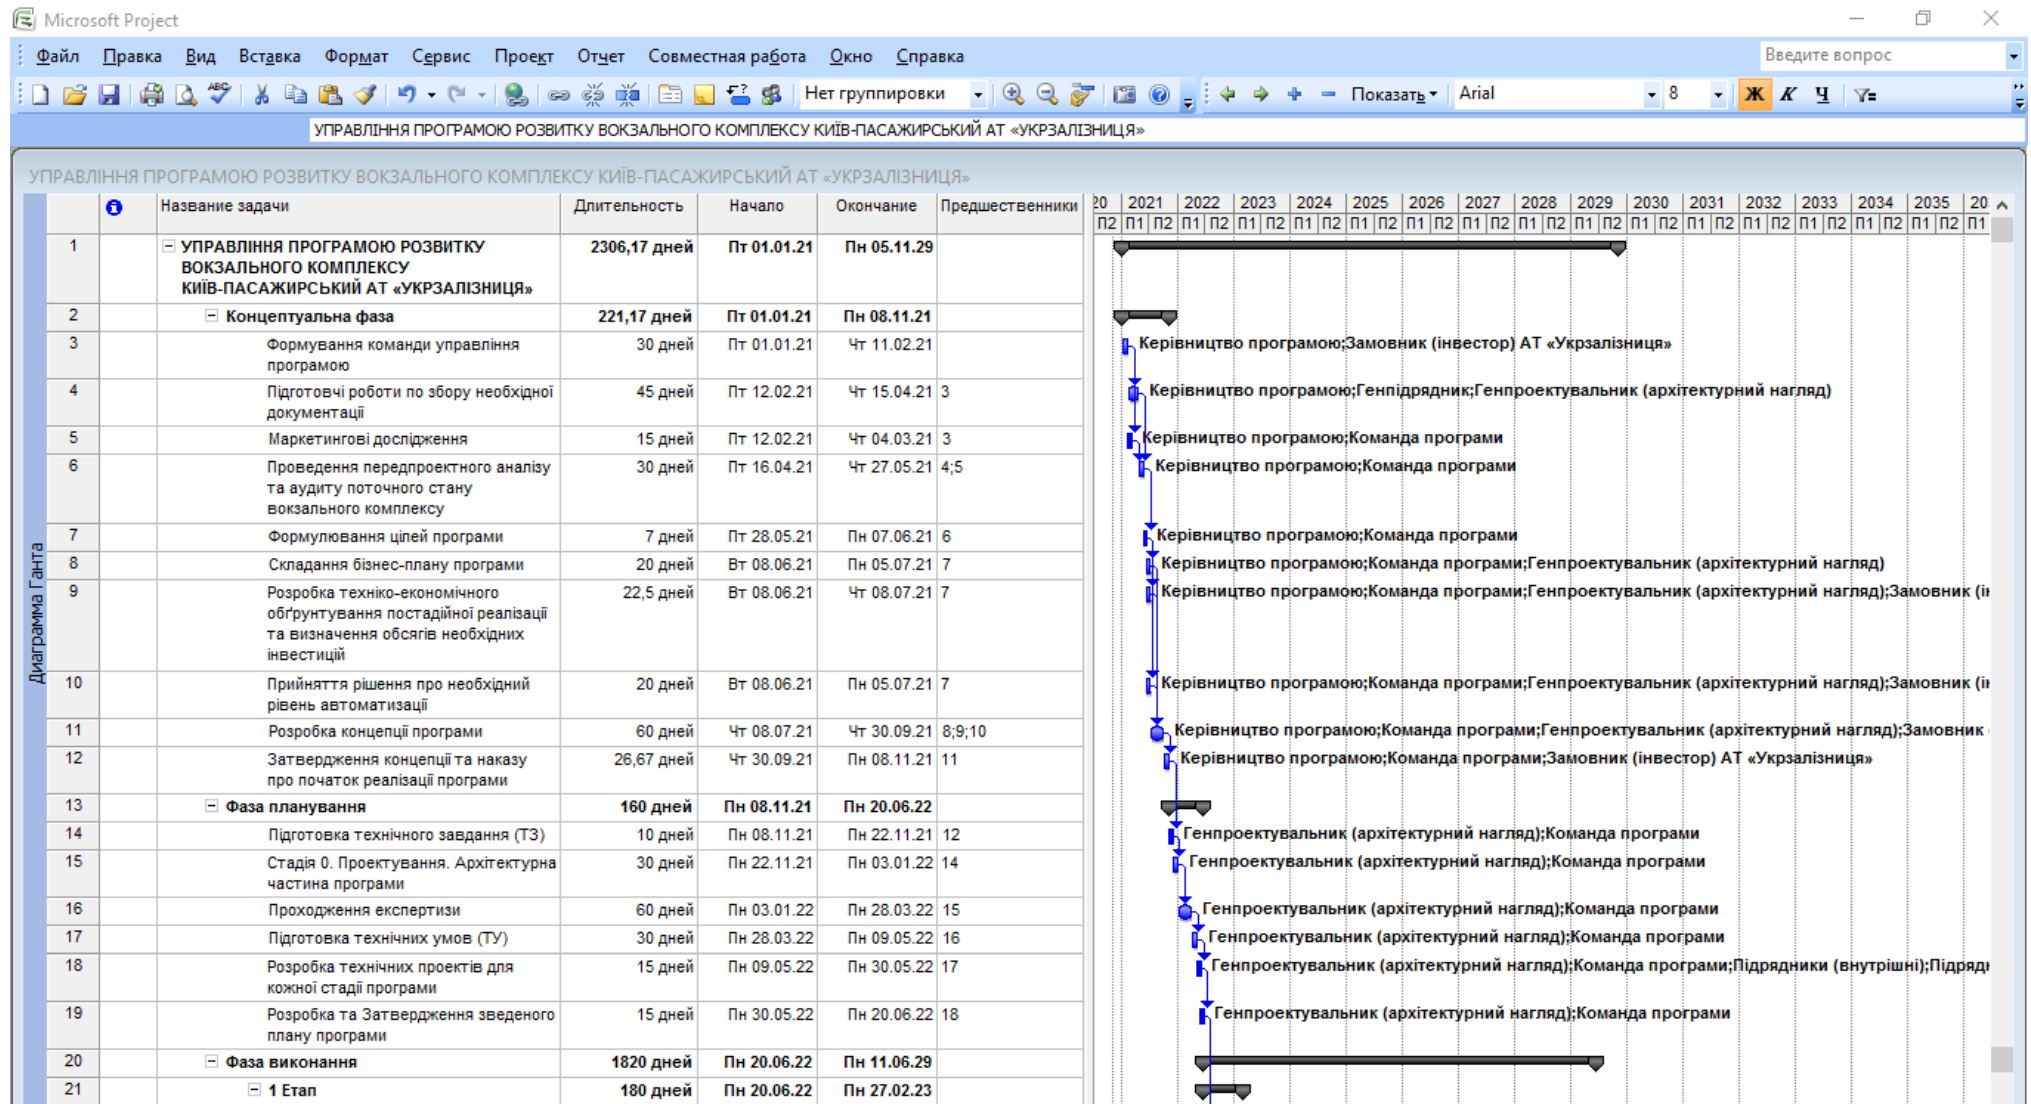 Microsoft Project
Файл Правка Вид Вставка Формат Сервис Проект Отчет Совместная работа Окно Справка Введите вопрос
Нет группировки Показать Arial 8 Ж К Ч
УПРАВЛІННЯ ПРОГРАМОЮ РОЗВИТКУ ВОКЗАЛЬНОГО КОМПЛЕКСУ КИЇВ-ПАСАЖИРСЬКИЙ АТ «УКРЗАЛІЗНИЦЯ»
УПРАВЛІННЯ ПРОГРАМОЮ РОЗВИТКУ ВОКЗАЛЬНОГО КОМПЛЕКСУ КИЇВ-ПАСАЖИРСЬКИЙ АТ «УКРЗАЛІЗНИЦЯ»
Название задачи Длительность Начало Окончание Предшественники 20 2021 2022 2023 2024 2025 2026 2027 2028 2029 2030 2031 2032 2033 2034 2035 20
П2 П1 П2 П1 П2 П1 П2 П1 П2 П1 П2 П1 П2 П1 П2 П1 П2 П1 П2 П1 П2 П1 П2 П1 П2 П1 П2 П1 П2 П1 П2 П1
Диаграмма Ганта
1 УПРАВЛІННЯ ПРОГРАМОЮ РОЗВИТКУ 2306,17 дней Пт 01.01.21 Пн 05.11.29
ВОКЗАЛЬНОГО КОМПЛЕКСУ
КИЇВ-ПАСАЖИРСЬКИЙ АТ «УКРЗАЛІЗНИЦЯ»
2 Концептуальна фаза 221,17 дней Пт 01.01.21 Пн 08.11.21
3 Формування команди управління 30 дней Пт 01.01.21 Чт 11.02.21 Керівництво програмою;Замовник (інвестор) АТ «Укрзалізниця»
програмою
4 Підготовчі роботи по збору необхідної 45 дней Пт 12.02.21 Чт 15.04.21 3 Керівництво програмою;Генпідрядник;Генпроектувальник (архітектурний нагляд)
документації
5 Маркетингові дослідження 15 дней Пт 12.02.21 Чт 04.03.21 3 Керівництво програмою;Команда програми
6 Проведення передпроектного аналізу 30 дней Пт 16.04.21 Чт 27.05.21 4;5 Керівництво програмою;Команда програми
та аудиту поточного стану
вокзального комплексу
7 Формулювання цілей програми 7 дней Пт 28.05.21 Пн 07.06.21 6 Керівництво програмою;Команда програми
8 Складання бізнес-плану програми 20 дней Вт 08.06.21 Пн 05.07.21 7 Керівництво програмою;Команда програми;Генпроектувальник (архітектурний нагляд)
9 Розробка техніко-економічного 22,5 дней Вт 08.06.21 Чт 08.07.21 7 Керівництво програмою;Команда програми;Генпроектувальник (архітектурний нагляд);Замовник (ін
обґрунтування постадійної реалізації
та визначення обсягів необхідних
інвестицій
10 Прийняття рішення про необхідний 20 дней Вт 08.06.21 Пн 05.07.21 7 Керівництво програмою;Команда програми;Генпроектувальник (архітектурний нагляд);Замовник (ін
рівень автоматизації
11 Розробка концепції програми 60 дней Чт 08.07.21 Чт 30.09.21 8;9;10 Керівництво програмою;Команда програми;Генпроектувальник (архітектурний нагляд);Замовник
12 Затвердження концепції та наказу 26,67 дней Чт 30.09.21 Пн 08.11.21 11 Керівництво програмою;Команда програми;Замовник (інвестор) АТ «Укрзалізниця»
про початок реалізації програми
13 Фаза планування 160 дней Пн 08.11.21 Пн 20.06.22
14 Підготовка технічного завдання (ТЗ) 10 дней Пн 08.11.21 Пн 22.11.21 12 Генпроектувальник (архітектурний нагляд);Команда програми
15 Стадія 0. Проектування. Архітектурна 30 дней Пн 22.11.21 Пн 03.01.22 14 Генпроектувальник (архітектурний нагляд);Команда програми
частина програми
16 Проходження експертизи 60 дней Пн 03.01.22 Пн 28.03.22 15 Генпроектувальник (архітектурний нагляд);Команда програми
17 Підготовка технічних умов (ТУ) 30 дней Пн 28.03.22 Пн 09.05.22 16 Генпроектувальник (архітектурний нагляд);Команда програми
18 Розробка технічних проектів для 15 дней Пн 09.05.22 Пн 30.05.22 17 Генпроектувальник (архітектурний нагляд);Команда програми;Підрядники (внутрішні);Підрядн
кожної стадії програми
19 Розробка та Затвердження зведеного 15 дней Пн 30.05.22 Пн 20.06.22 18 Генпроектувальник (архітектурний нагляд);Команда програми
плану програми
20 Фаза виконання 1820 дней Пн 20.06.22 Пн 11.06.29
21 1 Етап 180 дней Пн 20.06.22 Пн 27.02.23